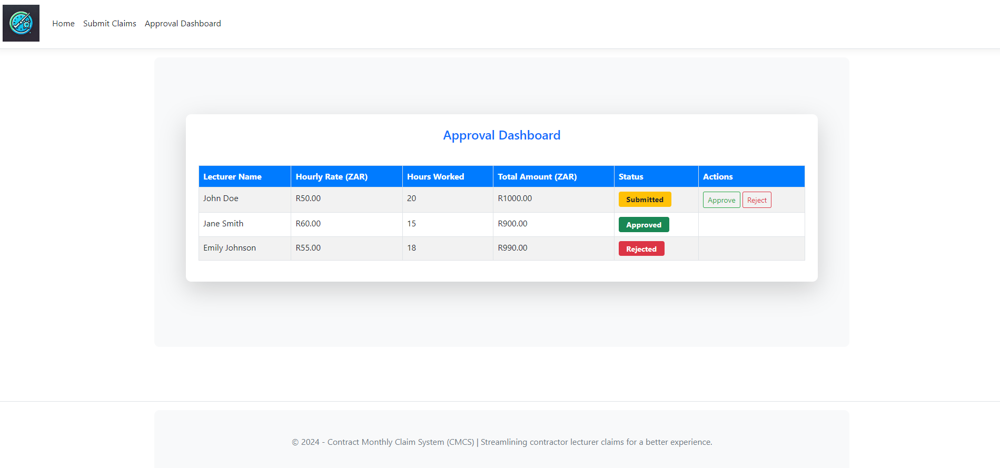 Home Submit Claims Approval Dashboard
Approval Dashboard
Lecturer Name Hourly Rate (ZAR) Hours Worked Total Amount (ZAR) Status Actions
John Doe R50.00 20 R1000.00 Submitted Approve Reject
Jane Smith R60.00 15 R900.00 Approved
Emily Johnson R55.00 18 R990.00 Rejected
© 2024 - Contract Monthly Claim System (CMCS) | Streamlining contractor lecturer claims for a better experience.